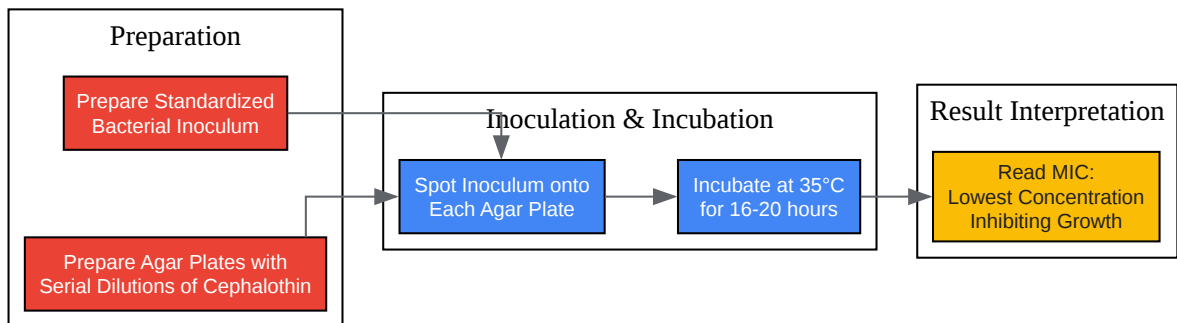 Preparation
Prepare Standardized
Bacterial Inoculum
Prepare Agar Plates with
Serial Dilutions of Cephalothin
Inoculation & Incubation
Spot Inoculum onto
Each Agar Plate
Incubate at 35°C
for 16-20 hours
Result Interpretation
Read MIC:
Lowest Concentration
Inhibiting Growth